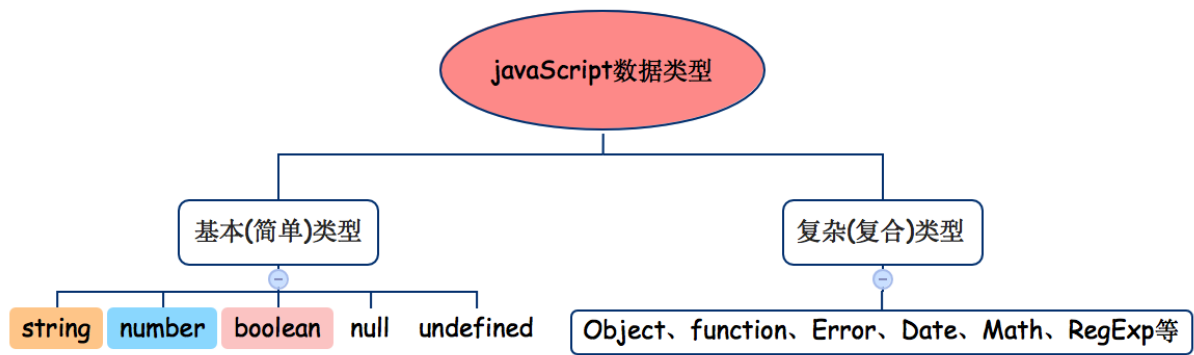 javaScript数据类型
基本(简单)类型
复杂(复合)类型
string
number
boolean
null
undefined
Object、function、Error、Date、Math、RegExp等